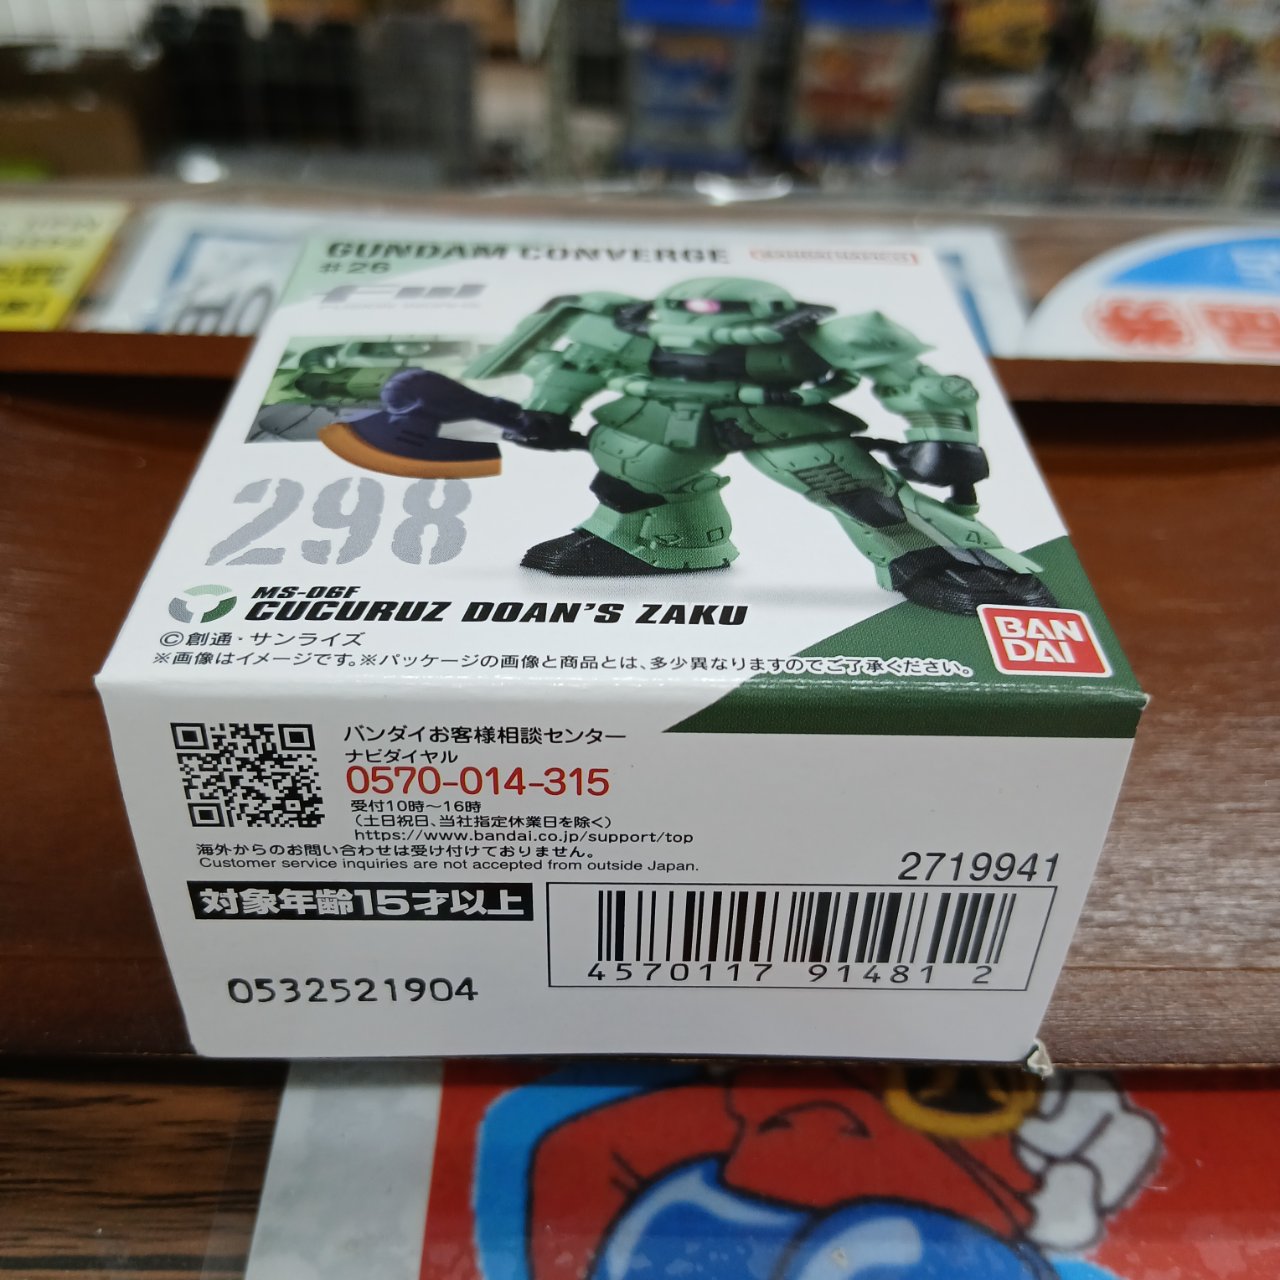 GUNDAM CONVERGE
#26
298
MS-06F
CUCURUZ DOAN'S ZAKU
©創通・サンライズ
※画像はイメージです。※パッケージの画像と商品とは、多少異なりますのでご了承ください。
BAN
DAI
バンダイお客様相談センター
ナビダイヤル
0570-014-315
受付10時～16時
(土日祝日、当社指定休業日を除く)
https://www.bandai.co.jp/support/top
海外からのお問い合わせは受け付けておりません。
Customer service inquiries are not accepted from outside Japan.
2719941
対象年齢15才以上
4570117 914812
0532521904